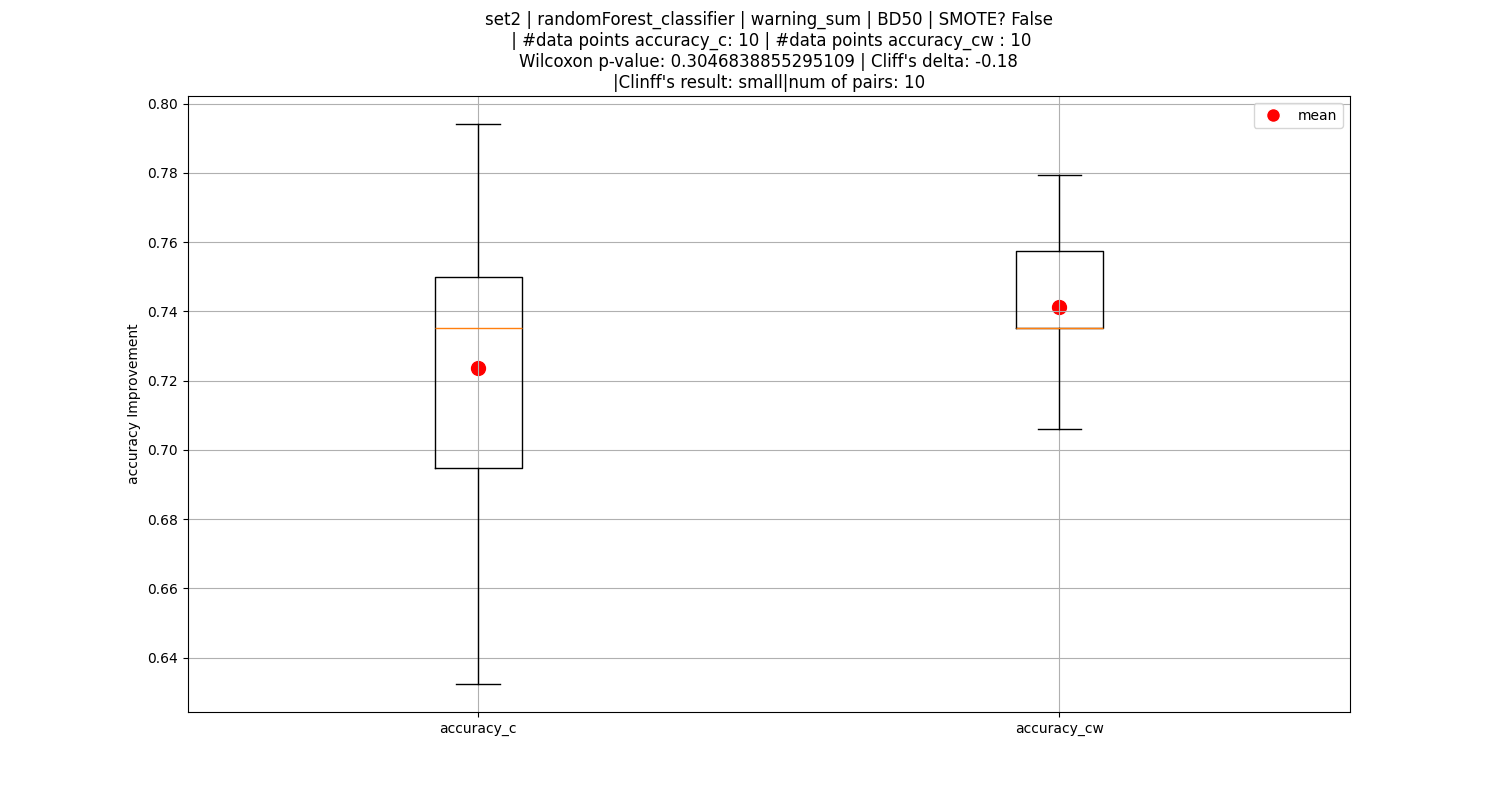 set2 | randomForest_classifier | warning_sum | BD50 | SMOTE? False
| #data points accuracy_c: 10 | #data points accuracy_cw : 10
Wilcoxon p-value: 0.3046838855295109 | Cliff's delta: -0.18
|Clinff's result: small|num of pairs: 10
mean
accuracy Improvement
0.80
0.78
0.76
0.74
0.72
0.70
0.68
0.66
0.64
accuracy_c
accuracy_cw